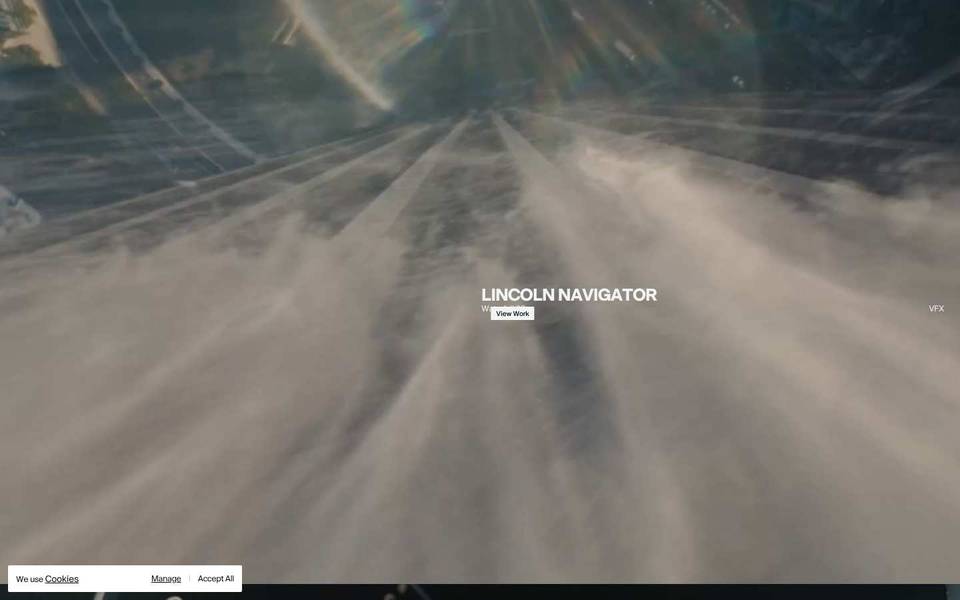 LINCOLN NAVIGATOR
VFX
View Work
We use Cookies
Manage
Accept All